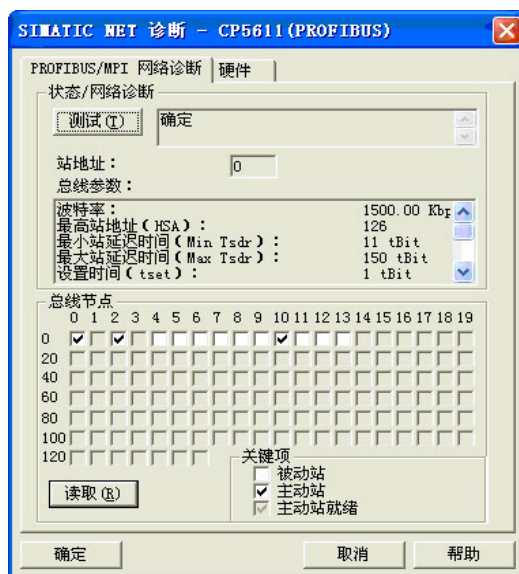 SIMATIC NET 诊断 - CP5611(PROFIBUS)
PROFIBUS/MPI 网络诊断 硬件
状态/网络诊断
测试(T) 确定
站地址： 0
总线参数：
波特率： 1500.00 Kbp
最高站地址(HSA)： 126
最小站延迟时间(Min Tsdr)： 11 tBit
最大站延迟时间(Max Tsdr)： 150 tBit
设置时间(tset)： 1 tBit
总线节点
0 1 2 3 4 5 6 7 8 9 10 11 12 13 14 15 16 17 18 19
0
20
40
60
80
100
120
关键项
被动站
主动站
主动站就绪
读取(R)
确定 取消 帮助